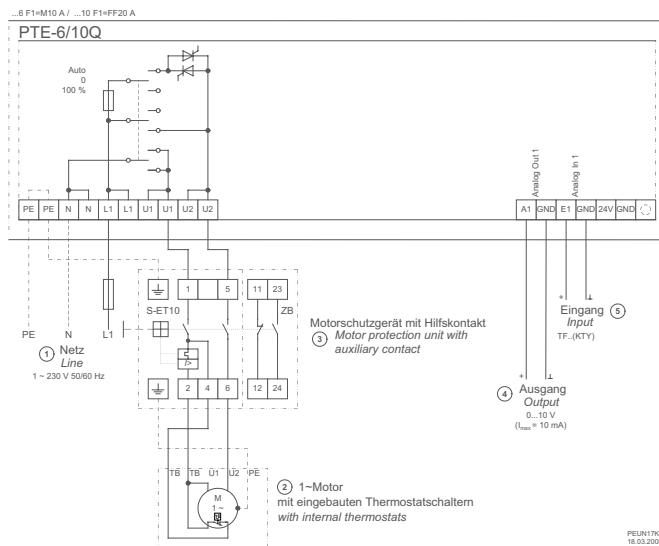 ...6 F1=M10 A / ...10 F1=FF20 A
PTE-6/10Q
Auto
0
100 %
Analog Out 1
Analog In 1
PE PE N N L1 L1 U1 U1 U2 U2
A1 GND E1 GND 24V GND
1 5 11 23
S-ET10
ZB
I>
2 4 6 12 24
PE N L1
1 Netz
Line
1 ~ 230 V 50/60 Hz
Motorschutzgerät mit Hilfskontakt
3 Motor protection unit with
auxiliary contact
+ ⊥
Eingang 5
Input
TF..(KTY)
+ ⊥
4 Ausgang
Output
0...10 V
(Imax = 10 mA)
TB TB U1 U2 PE
M
1 ~
2 1~Motor
mit eingebauten Thermostatschaltern
with internal thermostats
PEUN17K